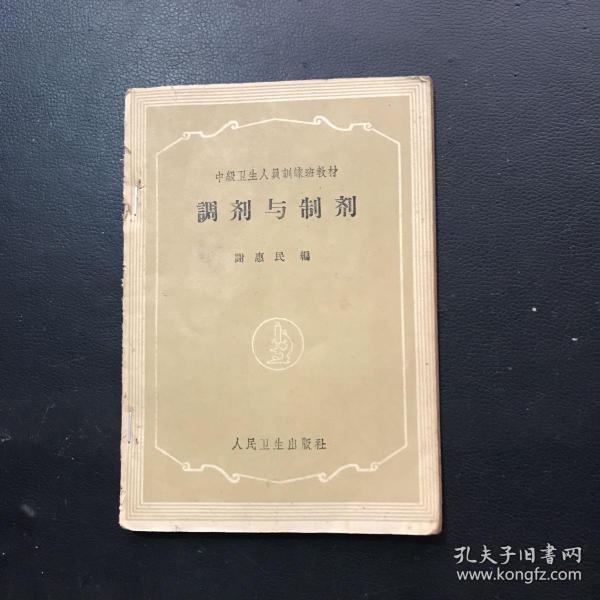 中級卫生人員訓練班教材
調剂与制剂
謝惠民 編
人民卫生出版社
孔夫子旧書网
www.kongfz.com